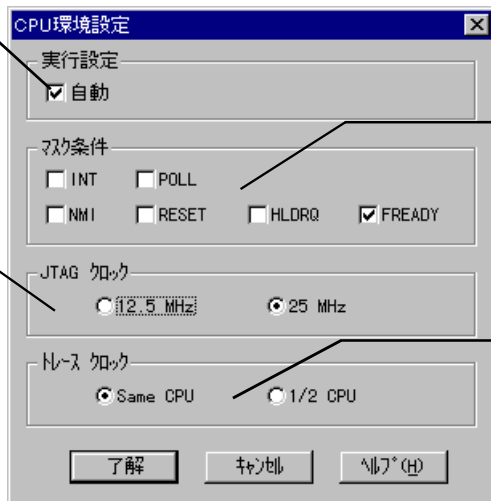 CPU環境設定
実行設定
自動
マスク条件
INT POLL
NMI RESET HLDRQ FREADY
JTAG クロック
12.5 MHz 25 MHz
トレース クロック
Same CPU 1/2 CPU
了解 キャンセル ヘルプ(H)